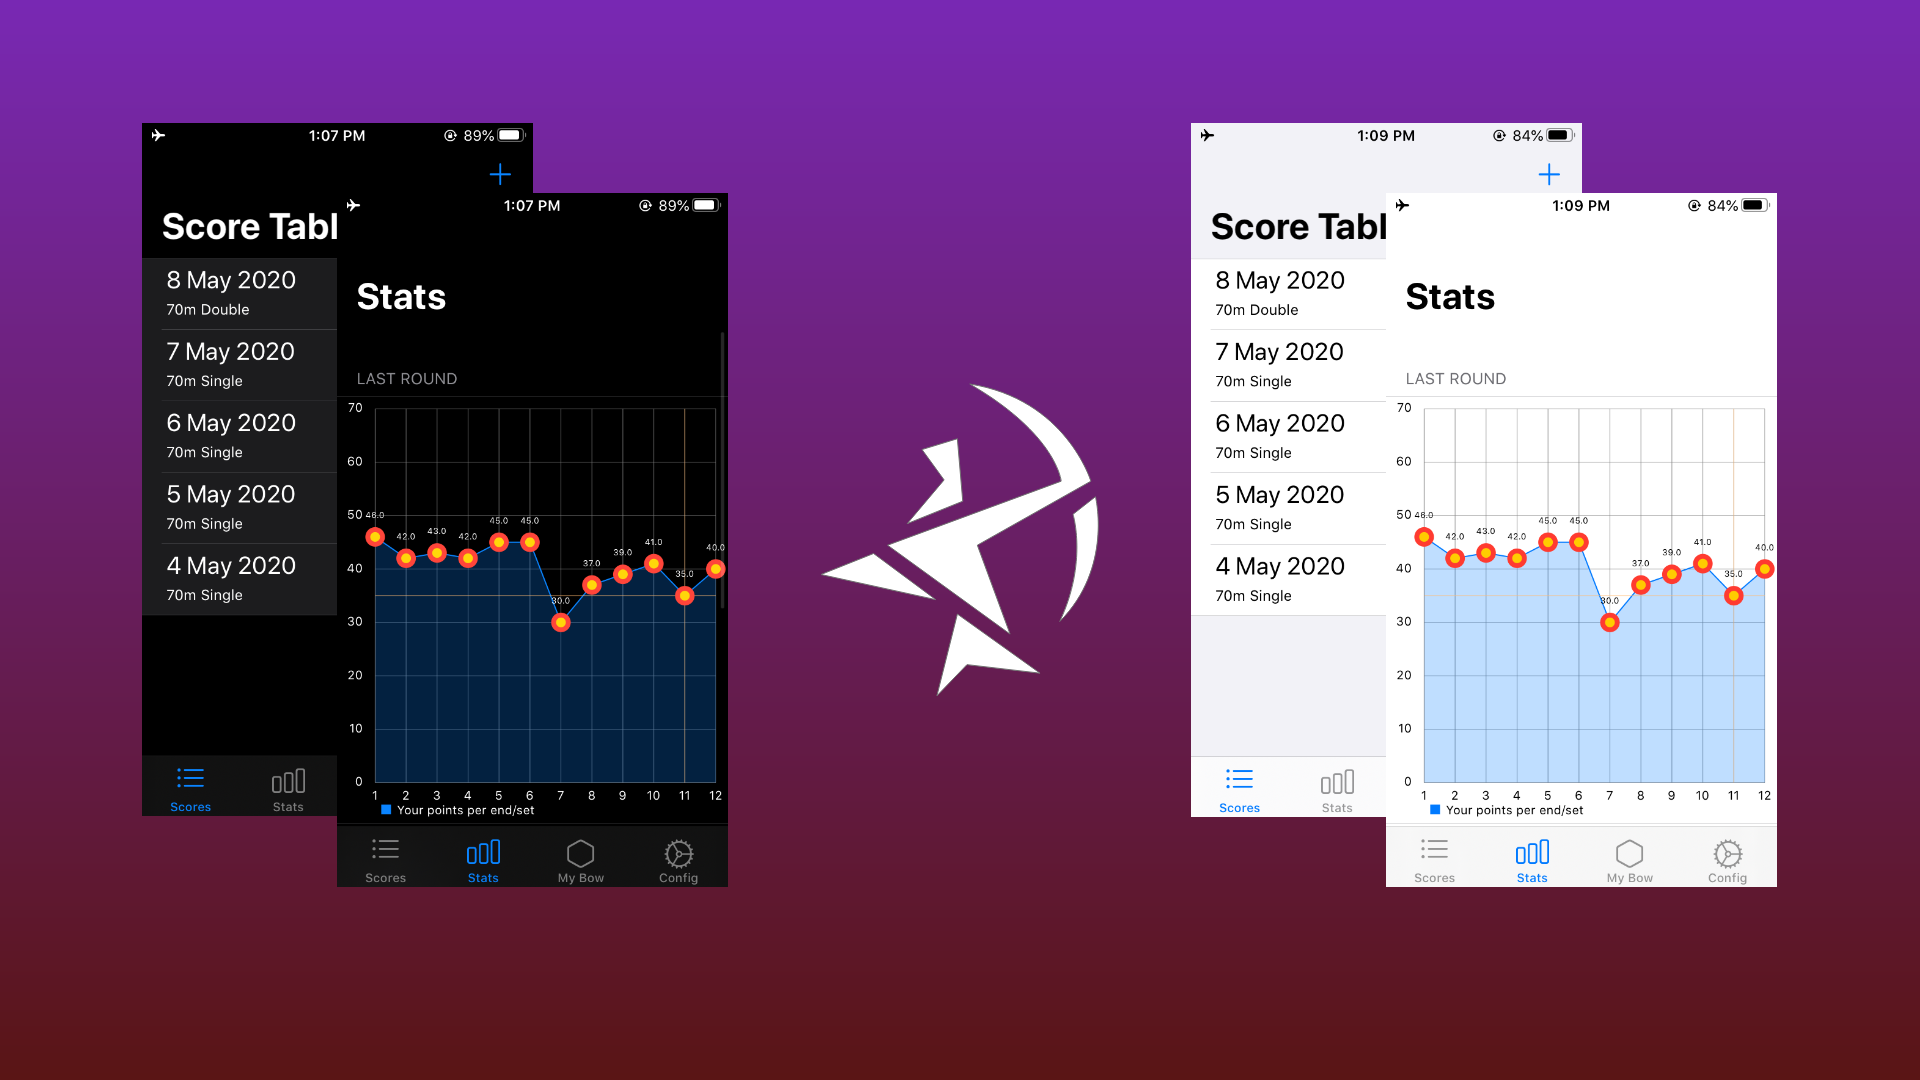 1:07 PM
89%
Score Tabl
8 May 2020
70m Double
7 May 2020
70m Single
6 May 2020
70m Single
5 May 2020
70m Single
4 May 2020
70m Single
Scores
Stats
1:07 PM
89%
Stats
LAST ROUND
70
60
50
40
30
20
10
0
46.0
42.0
43.0
42.0
45.0
45.0
30.0
37.0
39.0
41.0
35.0
40.0
1 2 3 4 5 6 7 8 9 10 11 12
Your points per end/set
Scores Stats My Bow Config
1:09 PM
84%
Score Tabl
8 May 2020
70m Double
7 May 2020
70m Single
6 May 2020
70m Single
5 May 2020
70m Single
4 May 2020
70m Single
Scores
Stats
1:09 PM
84%
Stats
LAST ROUND
70
60
50
40
30
20
10
0
46.0
42.0
43.0
42.0
45.0
45.0
30.0
37.0
39.0
41.0
35.0
40.0
1 2 3 4 5 6 7 8 9 10 11 12
Your points per end/set
Scores Stats My Bow Config